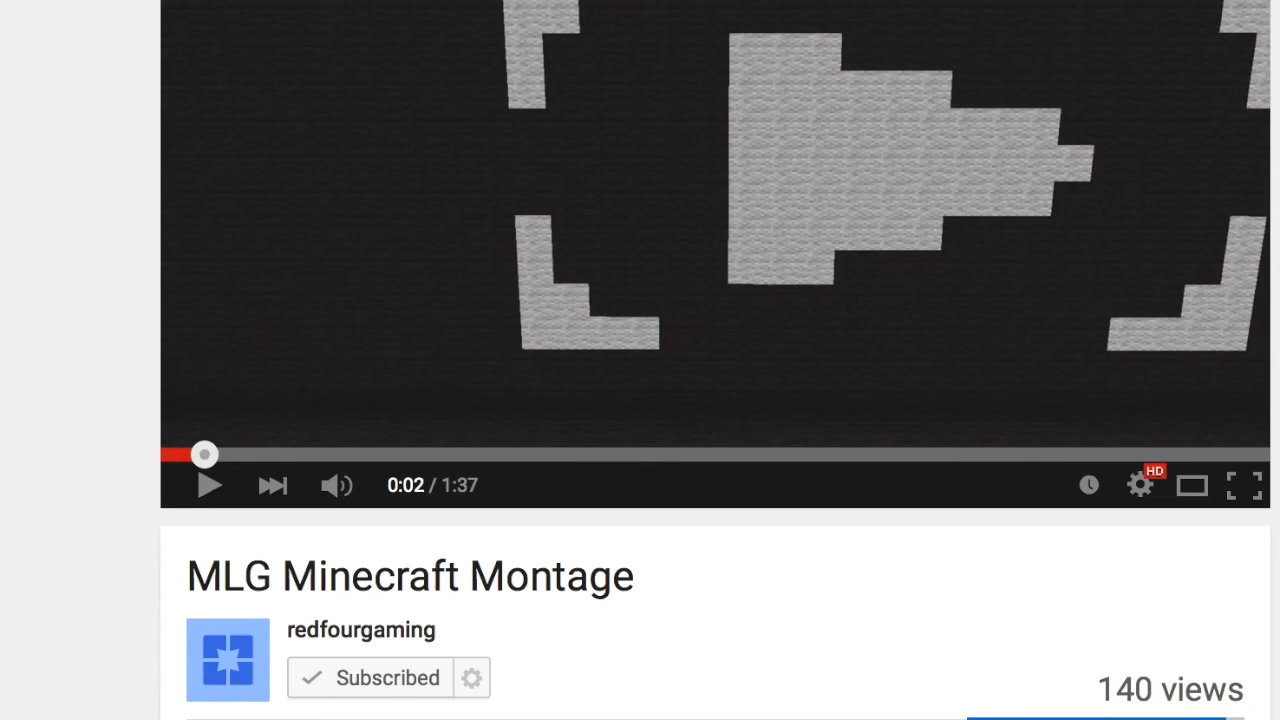 HD
0:02 / 1:37
MLG Minecraft Montage
redfourgaming
Subscribed
140 views